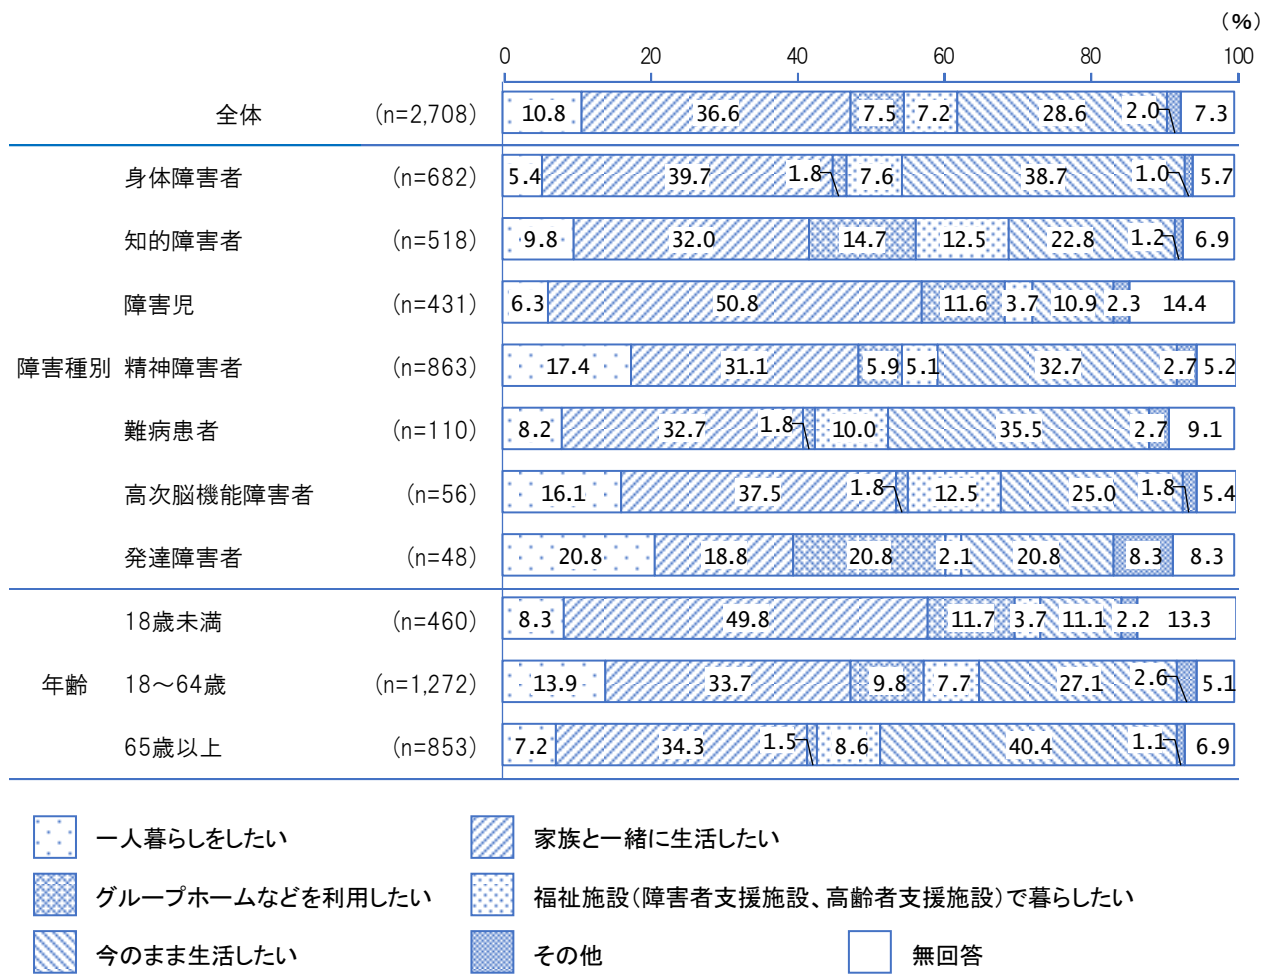 （%）
0 20 40 60 80 100
全体 (n=2,708) 10.8 36.6 7.5 7.2 28.6 2.0 7.3
身体障害者 (n=682) 5.4 39.7 1.8 7.6 38.7 1.0 5.7
知的障害者 (n=518) 9.8 32.0 14.7 12.5 22.8 1.2 6.9
障害児 (n=431) 6.3 50.8 11.6 3.7 10.9 2.3 14.4
障害種別 精神障害者 (n=863) 17.4 31.1 5.9 5.1 32.7 2.7 5.2
難病患者 (n=110) 8.2 32.7 1.8 10.0 35.5 2.7 9.1
高次脳機能障害者 (n=56) 16.1 37.5 1.8 12.5 25.0 1.8 5.4
発達障害者 (n=48) 20.8 18.8 20.8 2.1 20.8 8.3 8.3
18歳未満 (n=460) 8.3 49.8 11.7 3.7 11.1 2.2 13.3
年齢 18～64歳 (n=1,272) 13.9 33.7 9.8 7.7 27.1 2.6 5.1
65歳以上 (n=853) 7.2 34.3 1.5 8.6 40.4 1.1 6.9
一人暮らしをしたい 家族と一緒に生活したい
グループホームなどを利用したい 福祉施設（障害者支援施設、高齢者支援施設）で暮らしたい
今のまま生活したい その他 無回答